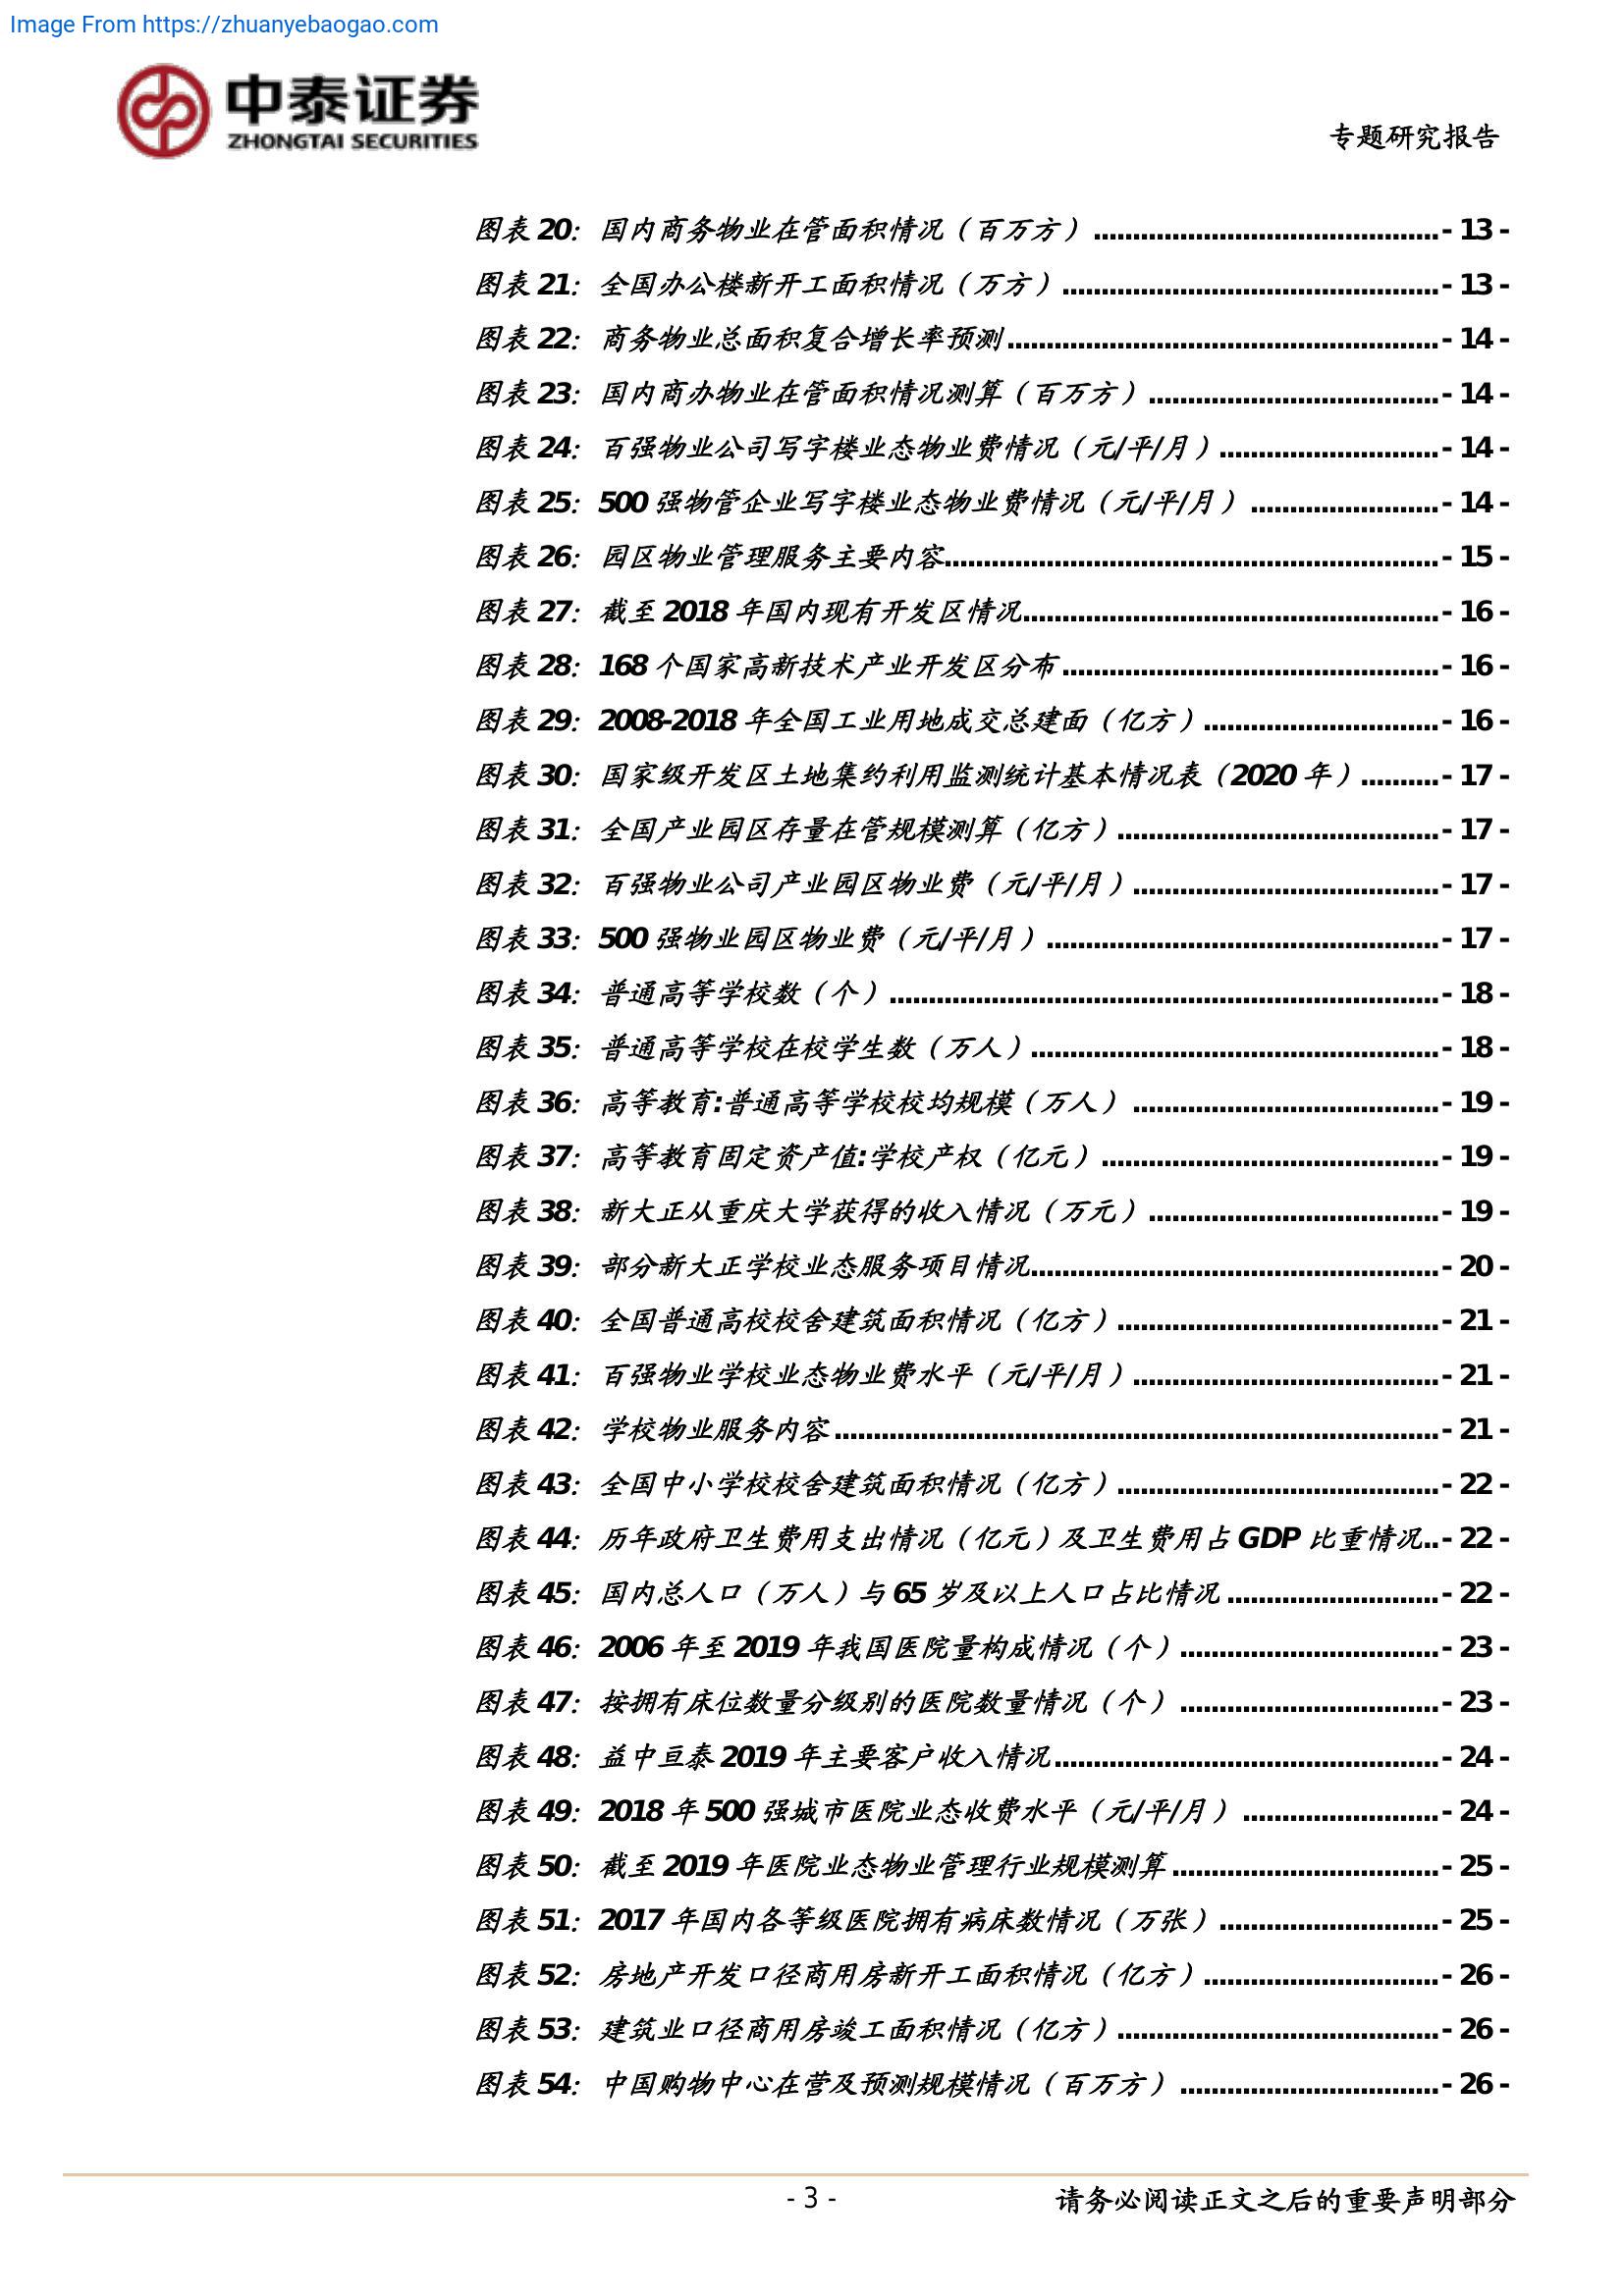 Image From https://zhuanyebaogao.com
中泰证券
ZHONGTAI SECURITIES
专题研究报告
图表 20：国内商务物业在管面积情况（百万方）- 13 -
图表 21：全国办公楼新开工面积情况（万方）- 13 -
图表 22：商务物业总面积复合增长率预测- 14 -
图表 23：国内商办物业在管面积情况测算（百万方）- 14 -
图表 24：百强物业公司写字楼业态物业费情况（元/平/月）- 14 -
图表 25：500 强物管企业写字楼业态物业费情况（元/平/月）- 14 -
图表 26：园区物业管理服务主要内容- 15 -
图表 27：截至 2018 年国内现有开发区情况- 16 -
图表 28：168 个国家高新技术产业开发区分布- 16 -
图表 29：2008-2018 年全国工业用地成交总建面（亿方）- 16 -
图表 30：国家级开发区土地集约利用监测统计基本情况表（2020 年）- 17 -
图表 31：全国产业园区存量在管规模测算（亿方）- 17 -
图表 32：百强物业公司产业园区物业费（元/平/月）- 17 -
图表 33：500 强物业园区物业费（元/平/月）- 17 -
图表 34：普通高等学校数（个）- 18 -
图表 35：普通高等学校在校学生数（万人）- 18 -
图表 36：高等教育:普通高等学校校均规模（万人）- 19 -
图表 37：高等教育固定资产值:学校产权（亿元）- 19 -
图表 38：新大正从重庆大学获得的收入情况（万元）- 19 -
图表 39：部分新大正学校业态服务项目情况- 20 -
图表 40：全国普通高校校舍建筑面积情况（亿方）- 21 -
图表 41：百强物业学校业态物业费水平（元/平/月）- 21 -
图表 42：学校物业服务内容- 21 -
图表 43：全国中小学校校舍建筑面积情况（亿方）- 22 -
图表 44：历年政府卫生费用支出情况（亿元）及卫生费用占 GDP 比重情况- 22 -
图表 45：国内总人口（万人）与 65 岁及以上人口占比情况- 22 -
图表 46：2006 年至 2019 年我国医院量构成情况（个）- 23 -
图表 47：按拥有床位数量分级别的医院数量情况（个）- 23 -
图表 48：益中亘泰 2019 年主要客户收入情况- 24 -
图表 49：2018 年 500 强城市医院业态收费水平（元/平/月）- 24 -
图表 50：截至 2019 年医院业态物业管理行业规模测算- 25 -
图表 51：2017 年国内各等级医院拥有病床数情况（万张）- 25 -
图表 52：房地产开发口径商用房新开工面积情况（亿方）- 26 -
图表 53：建筑业口径商用房竣工面积情况（亿方）- 26 -
图表 54：中国购物中心在营及预测规模情况（百万方）- 26 -
- 3 -
请务必阅读正文之后的重要声明部分